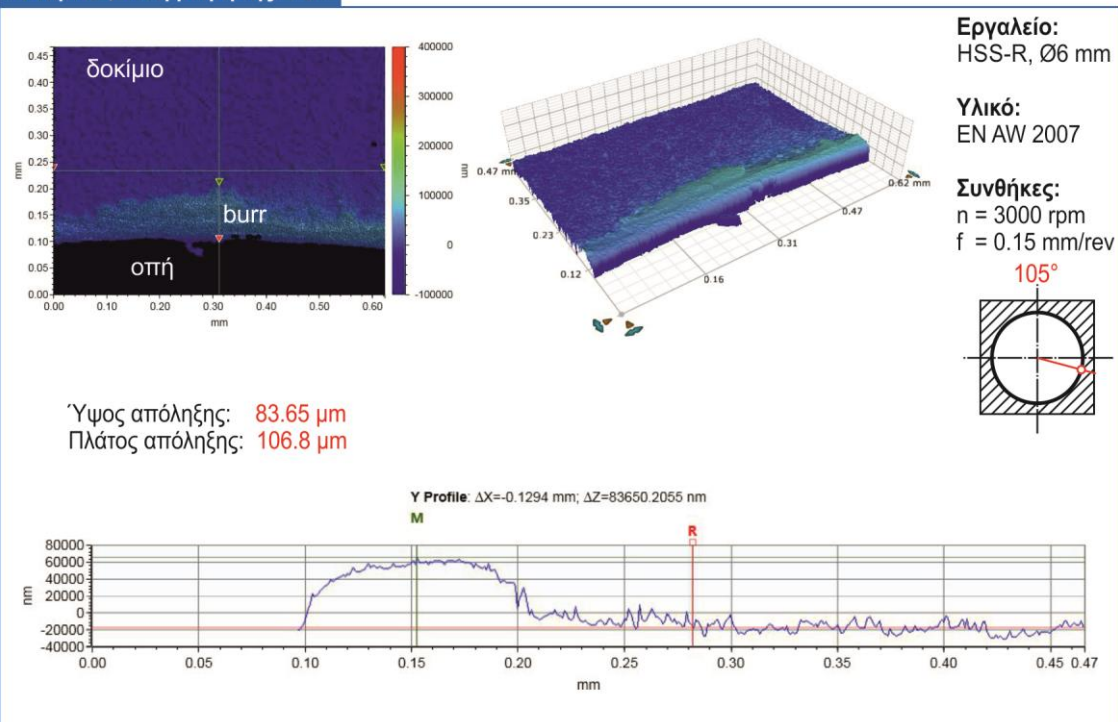 400000
300000
200000
100000
0
-100000
0.45
0.40
0.35
0.30
0.25
0.20
0.15
0.10
0.05
0.00
mm
0.00 0.10 0.20 0.30 0.40 0.50 0.60
mm
δοκίμιο
burr
οπή
nm
0.47 mm
0.35
0.23
0.12
0.16
0.31
0.47
0.62 mm
Εργαλείο:
HSS-R, Ø6 mm
Υλικό:
EN AW 2007
Συνθήκες:
n = 3000 rpm
f = 0.15 mm/rev
105°
Ύψος απόληξης: 83.65 μm
Πλάτος απόληξης: 106.8 μm
Y Profile: ΔX=-0.1294 mm; ΔZ=83650.2055 nm
M
R
80000
60000
40000
20000
0
-20000
-40000
nm
0.00 0.05 0.10 0.15 0.20 0.25 0.30 0.35 0.40 0.45 0.47
mm